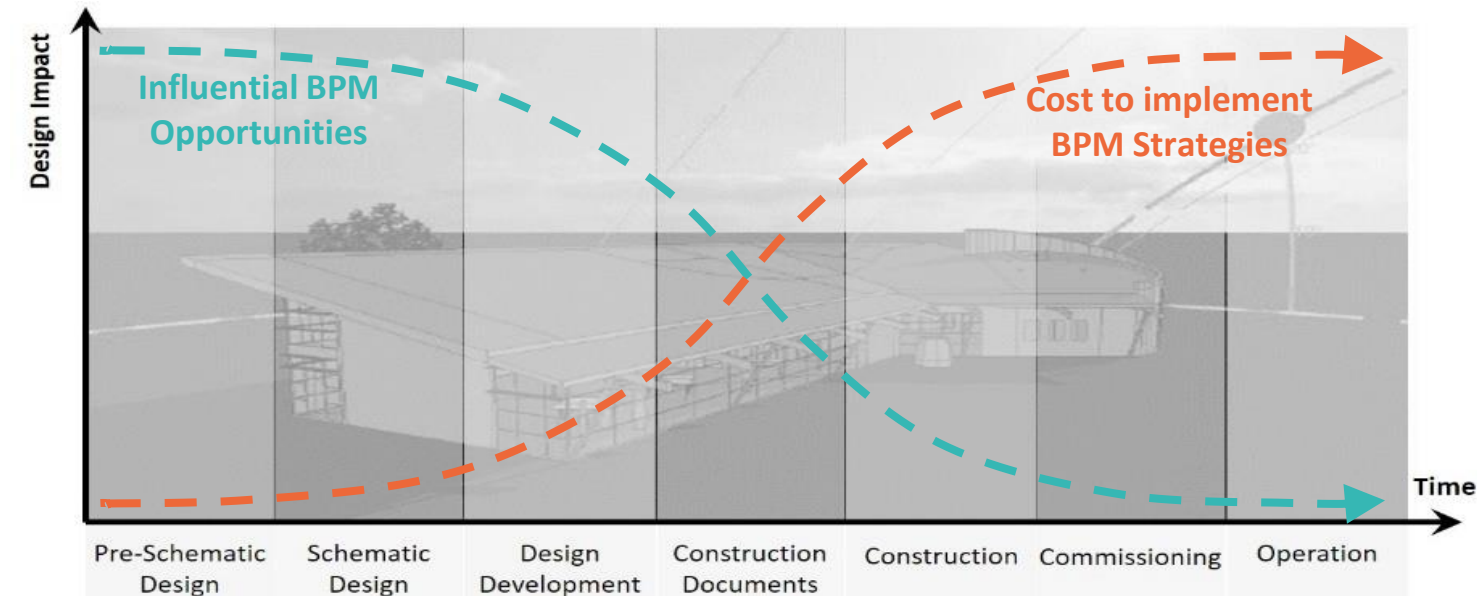 Design Impact
Influential BPM
Opportunities
Cost to implement
BPM Strategies
Time
Pre-Schematic
Design
Schematic
Design
Design
Development
Construction
Documents
Construction
Commissioning
Operation